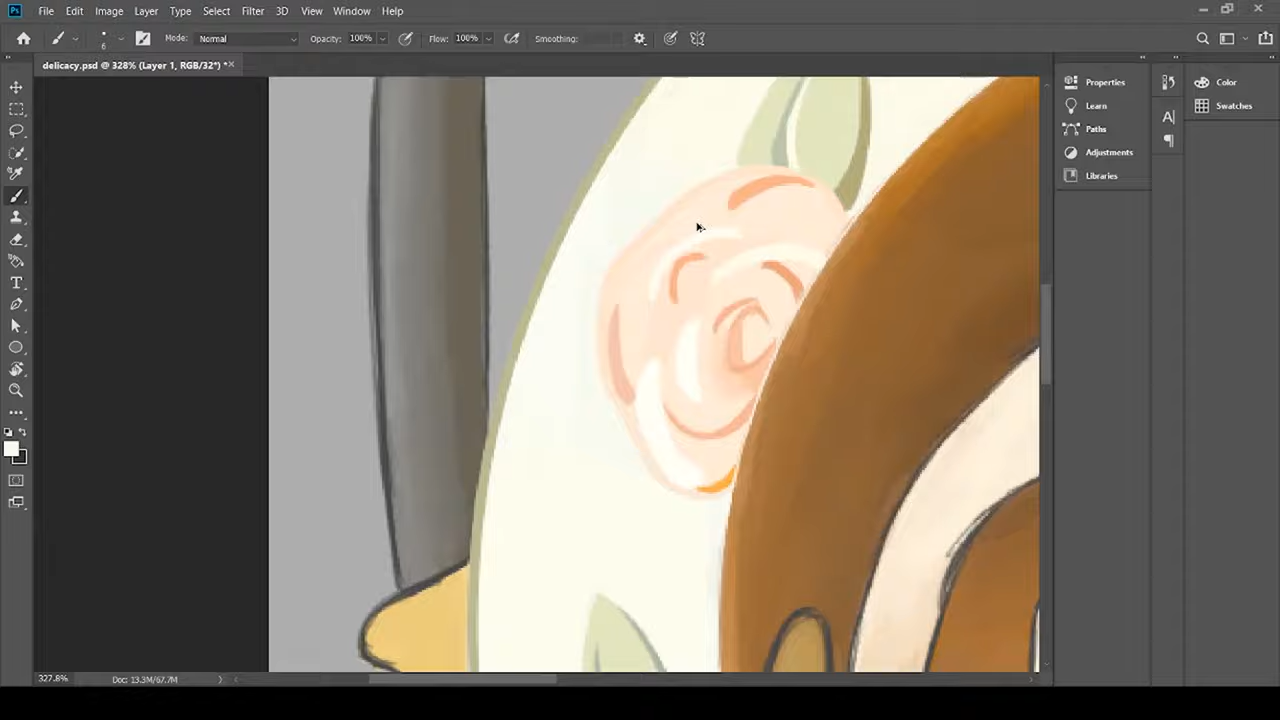 Ps File Edit Image Layer Type Select Filter 3D View Window Help
6 Mode: Normal Opacity: 100% Flow: 100% Smoothing:
delicacy.psd @ 328% (Layer 1, RGB/32*) *
Properties
Learn
Paths
Adjustments
Libraries
Color
Swatches
327.8% Doc: 13.3M/67.7M